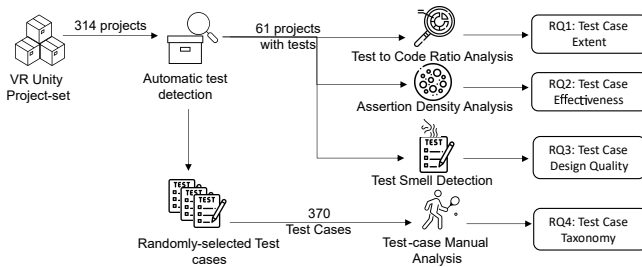 314 projects
VR Unity
Project-set
Automatic test
detection
61 projects
with tests
Test to Code Ratio Analysis
RQ1: Test Case
Extent
Assertion Density Analysis
RQ2: Test Case
Effectiveness
TEST
Test Smell Detection
RQ3: Test Case
Design Quality
TEST
TEST
TEST
Randomly-selected Test
cases
370
Test Cases
Test-case Manual
Analysis
RQ4: Test Case
Taxonomy